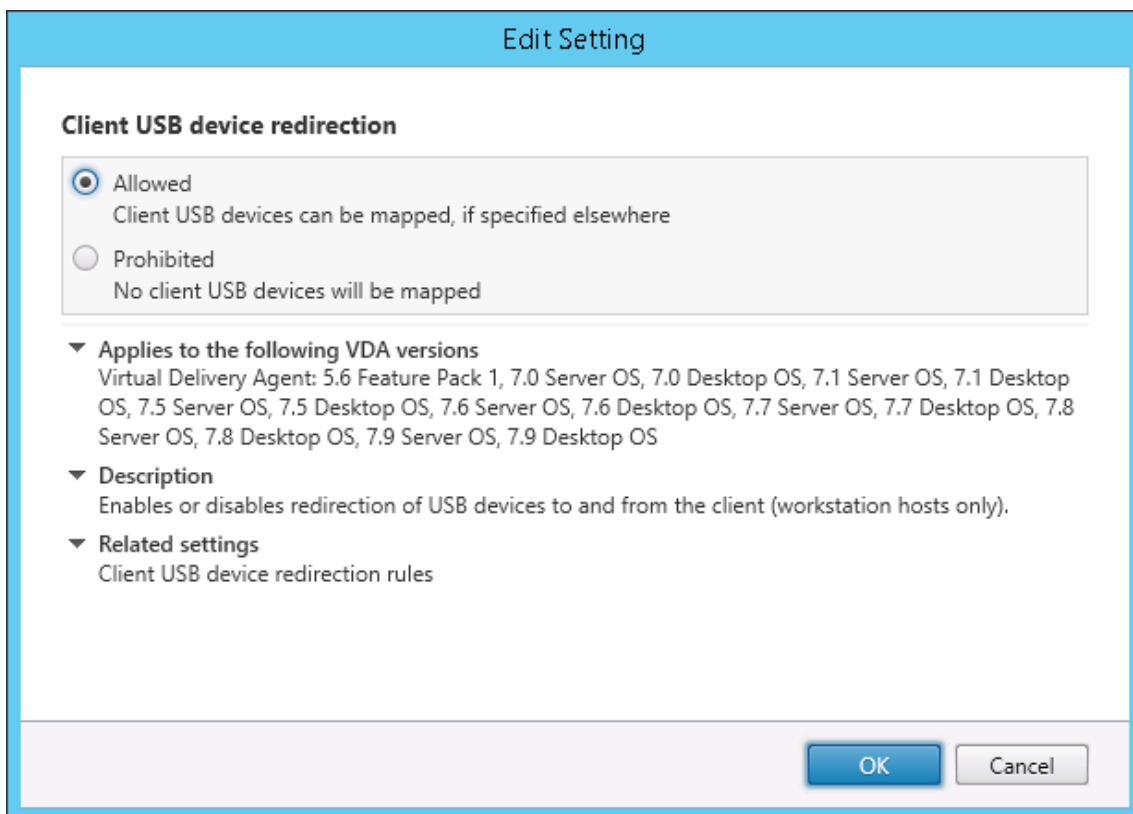 Edit Setting
Client USB device redirection
Allowed
Client USB devices can be mapped, if specified elsewhere
Prohibited
No client USB devices will be mapped
Applies to the following VDA versions
Virtual Delivery Agent: 5.6 Feature Pack 1, 7.0 Server OS, 7.0 Desktop OS, 7.1 Server OS, 7.1 Desktop
OS, 7.5 Server OS, 7.5 Desktop OS, 7.6 Server OS, 7.6 Desktop OS, 7.7 Server OS, 7.7 Desktop OS, 7.8
Server OS, 7.8 Desktop OS, 7.9 Server OS, 7.9 Desktop OS
Description
Enables or disables redirection of USB devices to and from the client (workstation hosts only).
Related settings
Client USB device redirection rules
OK
Cancel